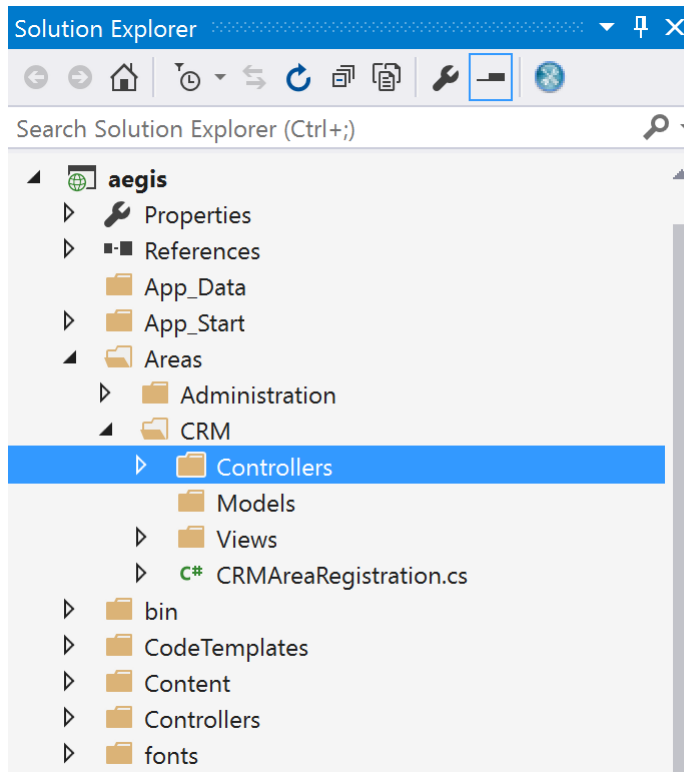 Solution Explorer
Search Solution Explorer (Ctrl+;)
aegis
Properties
References
App_Data
App_Start
Areas
Administration
CRM
Controllers
Models
Views
C# CRMAreaRegistration.cs
bin
CodeTemplates
Content
Controllers
fonts